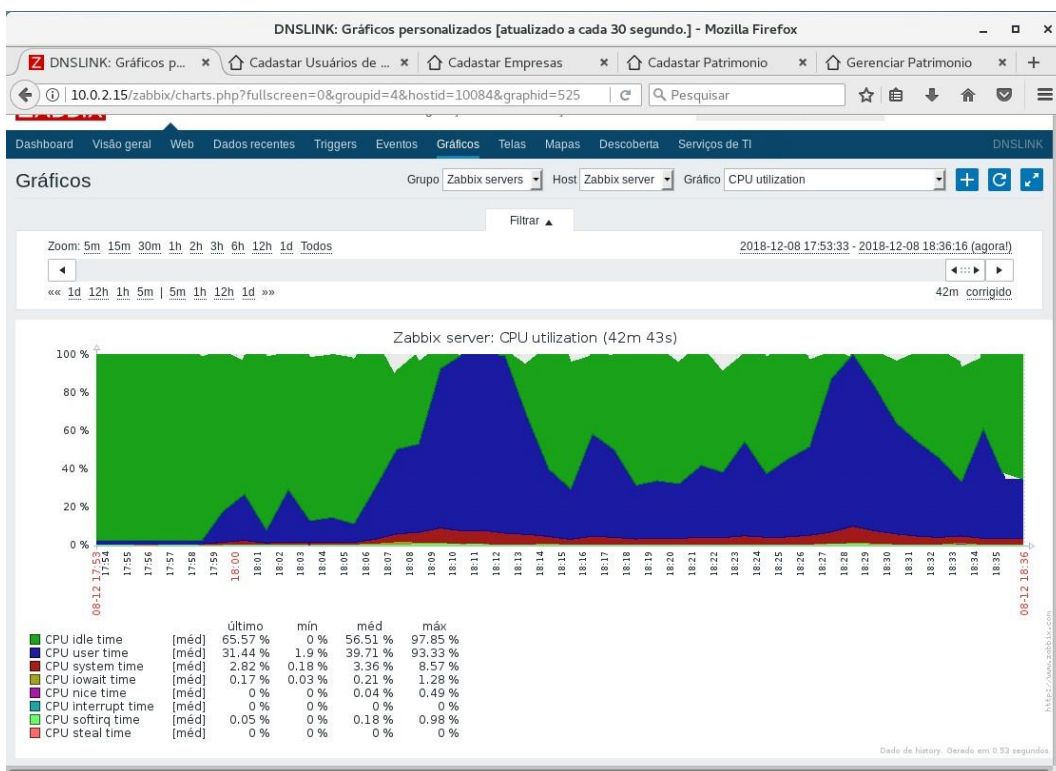 DNSLINK: Gráficos personalizados [atualizado a cada 30 segundo.] - Mozilla Firefox
Z DNSLINK: Gráficos p... × Cadastar Usuários de ... × Cadastar Empresas × Cadastar Patrimonio × Gerenciar Patrimonio × +
10.0.2.15/zabbix/charts.php?fullscreen=0&groupid=4&hostid=10084&graphid=525 Pesquisar
Dashboard Visão geral Web Dados recentes Triggers Eventos Gráficos Telas Mapas Descoberta Serviços de TI DNSLINK
Gráficos Grupo Zabbix servers Host Zabbix server Gráfico CPU utilization
Filtrar ▲
Zoom: 5m 15m 30m 1h 2h 3h 6h 12h 1d Todos 2018-12-08 17:53:33 - 2018-12-08 18:36:16 (agora!)
«« 1d 12h 1h 5m | 5m 1h 12h 1d »» 42m corrigido
Zabbix server: CPU utilization (42m 43s)
100 %
80 %
60 %
40 %
20 %
0 %
08-12 17:53 17:54 17:55 17:56 17:57 17:58 17:59 18:00 18:01 18:02 18:03 18:04 18:05 18:06 18:07 18:08 18:09 18:10 18:11 18:12 18:13 18:14 18:15 18:16 18:17 18:18 18:19 18:20 18:21 18:22 18:23 18:24 18:25 18:26 18:27 18:28 18:29 18:30 18:31 18:32 18:33 18:34 18:35 08-12 18:36
último mín méd máx
CPU idle time [méd] 65.57 % 0 % 56.51 % 97.85 %
CPU user time [méd] 31.44 % 1.9 % 39.71 % 93.33 %
CPU system time [méd] 2.82 % 0.18 % 3.36 % 8.57 %
CPU iowait time [méd] 0.17 % 0.03 % 0.21 % 1.28 %
CPU nice time [méd] 0 % 0 % 0.04 % 0.49 %
CPU interrupt time [méd] 0 % 0 % 0 % 0 %
CPU softirq time [méd] 0.05 % 0 % 0.18 % 0.98 %
CPU steal time [méd] 0 % 0 % 0 % 0 %
https://www.zabbix.com
Dado de history. Gerado em 0.53 segundos.